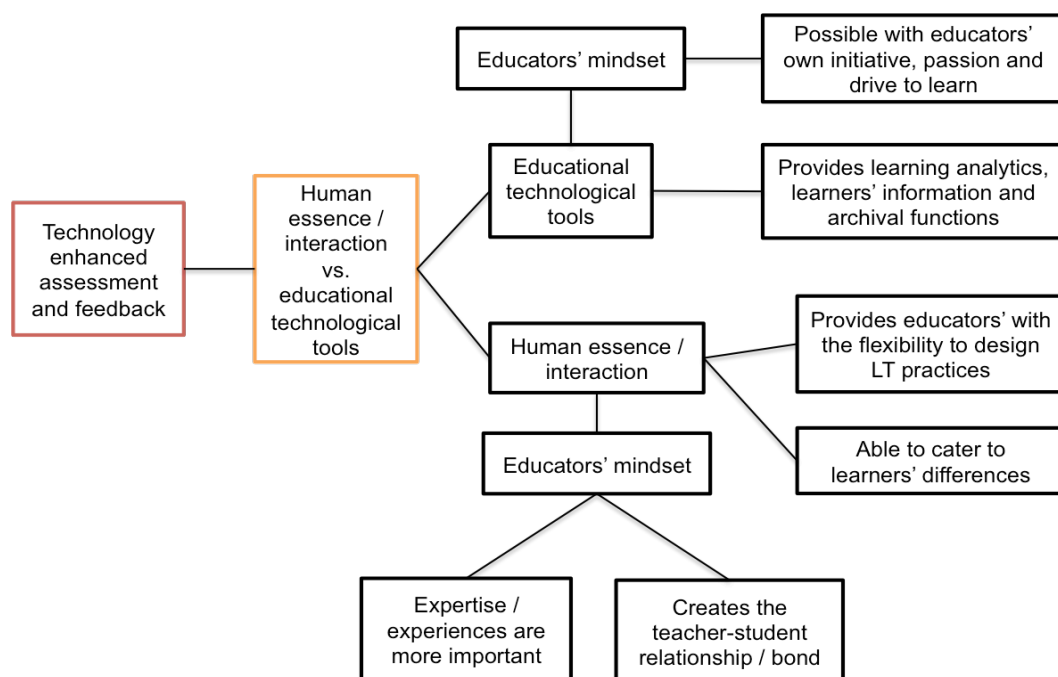 Technology
enhanced
assessment
and feedback
Human
essence /
interaction
vs.
educational
technological
tools
Educators’ mindset
Possible with educators’
own initiative, passion and
drive to learn
Educational
technological
tools
Provides learning analytics,
learners’ information and
archival functions
Human essence /
interaction
Provides educators’ with
the flexibility to design
LT practices
Able to cater to
learners’ differences
Educators’ mindset
Expertise /
experiences are
more important
Creates the
teacher-student
relationship / bond